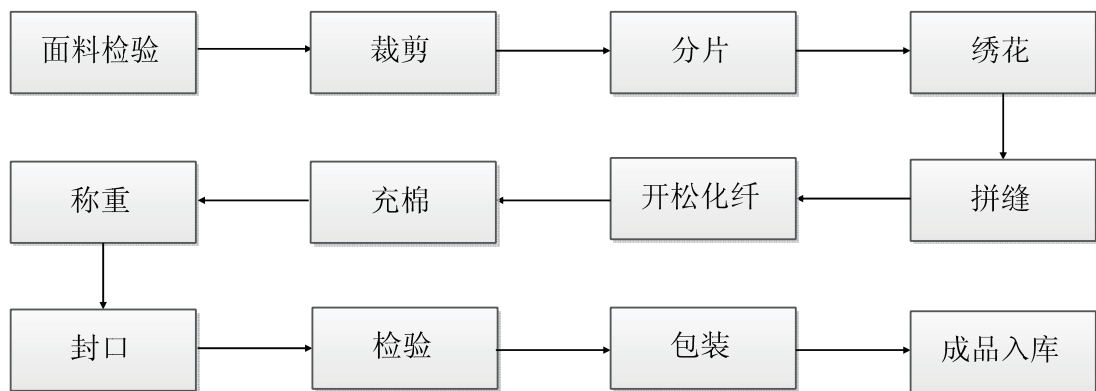 面料检验
裁剪
分片
绣花
称重
充棉
开松化纤
拼缝
封口
检验
包装
成品入库